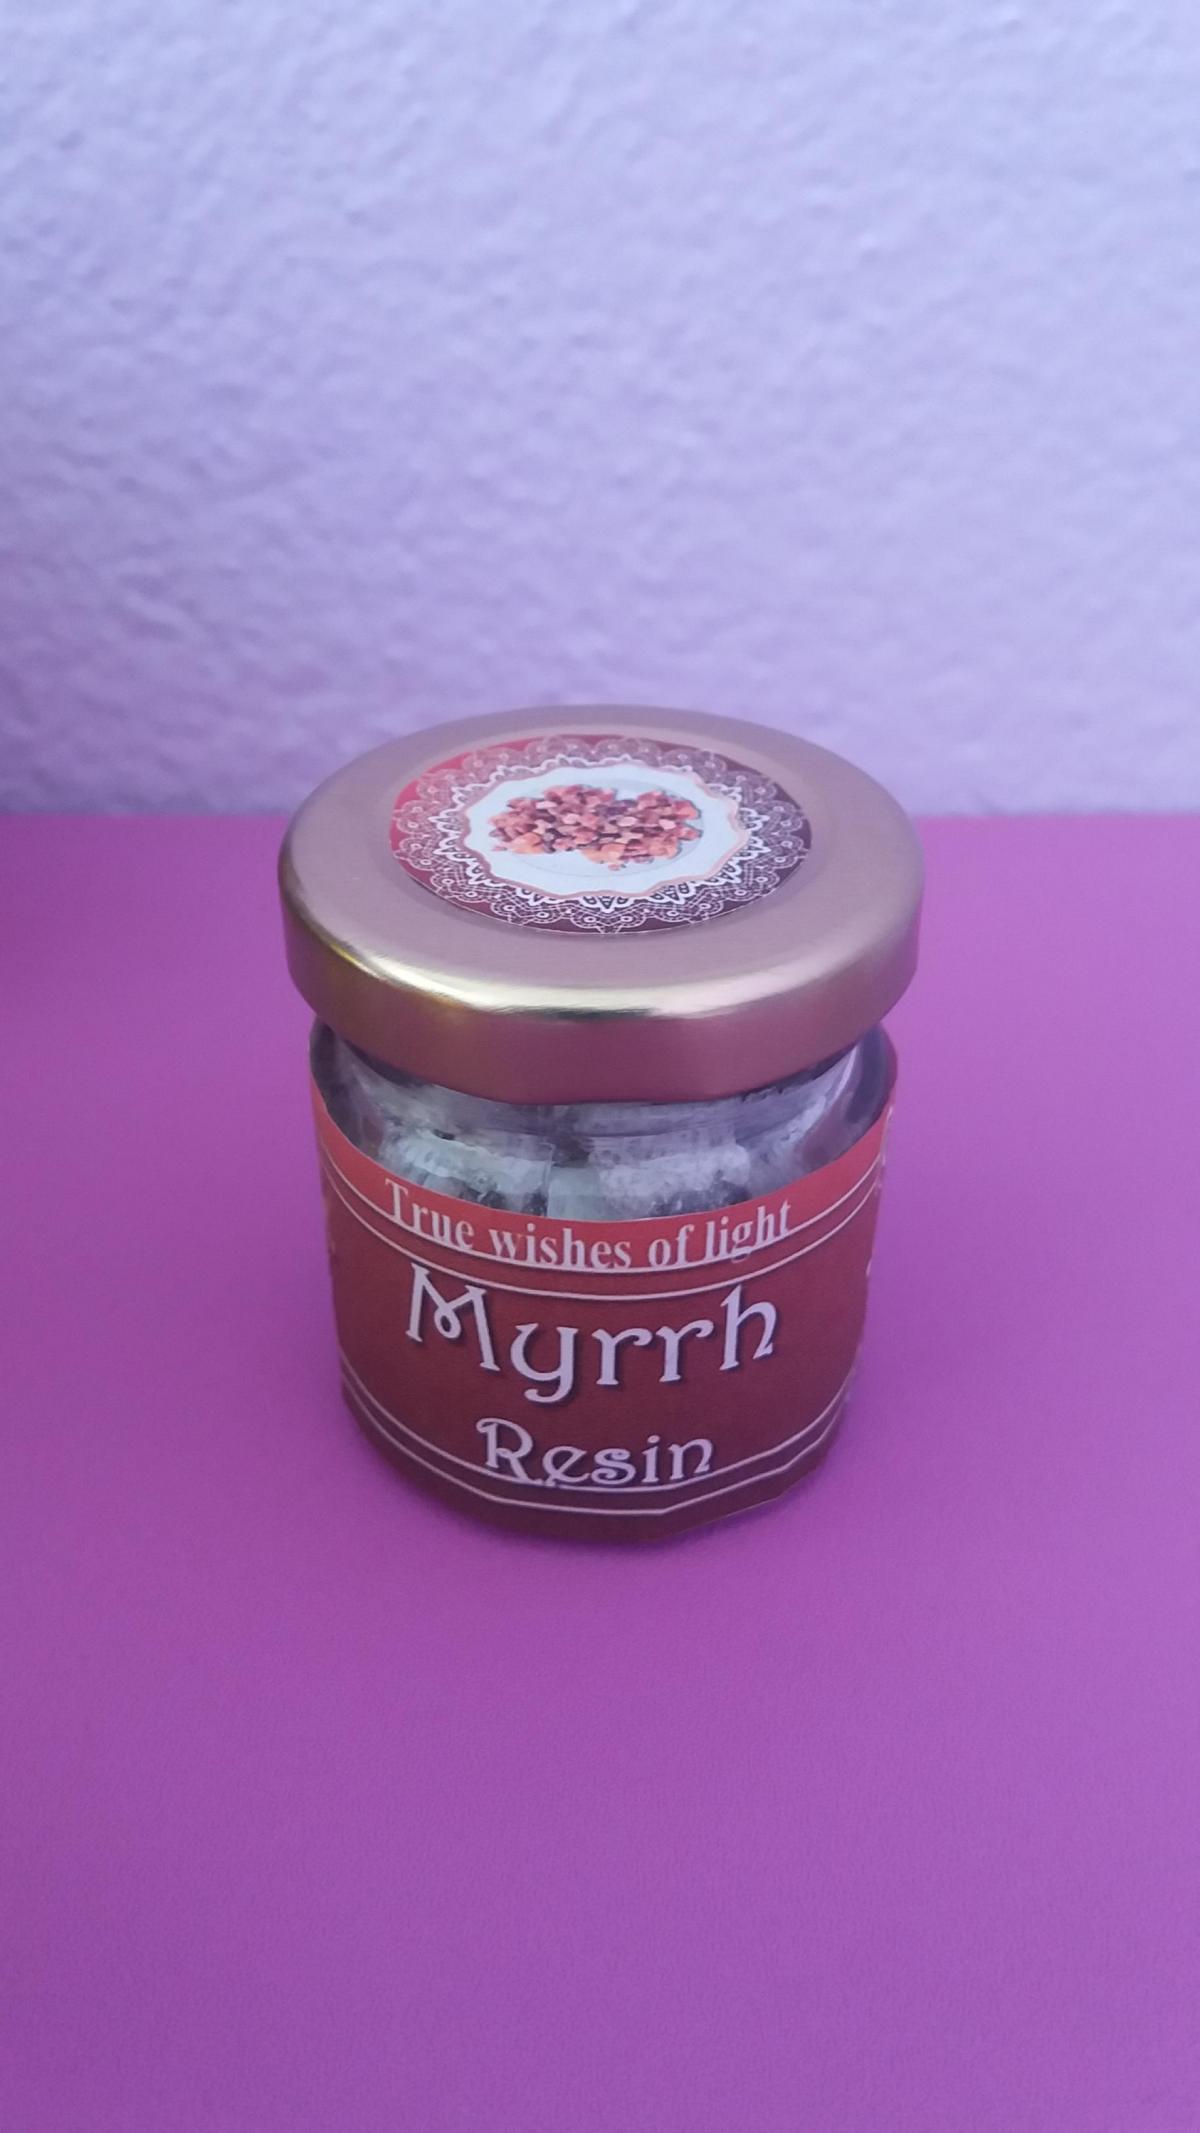 True wishes of light
Myrrh
Resin